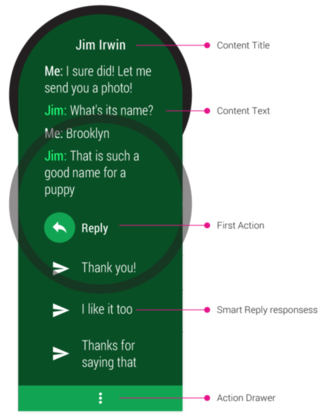 Jim Irwin
Content Title
Me: I sure did! Let me
send you a photo!
Jim: What's its name?
Content Text
Me: Brooklyn
Jim: That is such a
good name for a
puppy
Reply
First Action
Thank you!
I like it too
Smart Reply responsess
Thanks for
saying that
Action Drawer